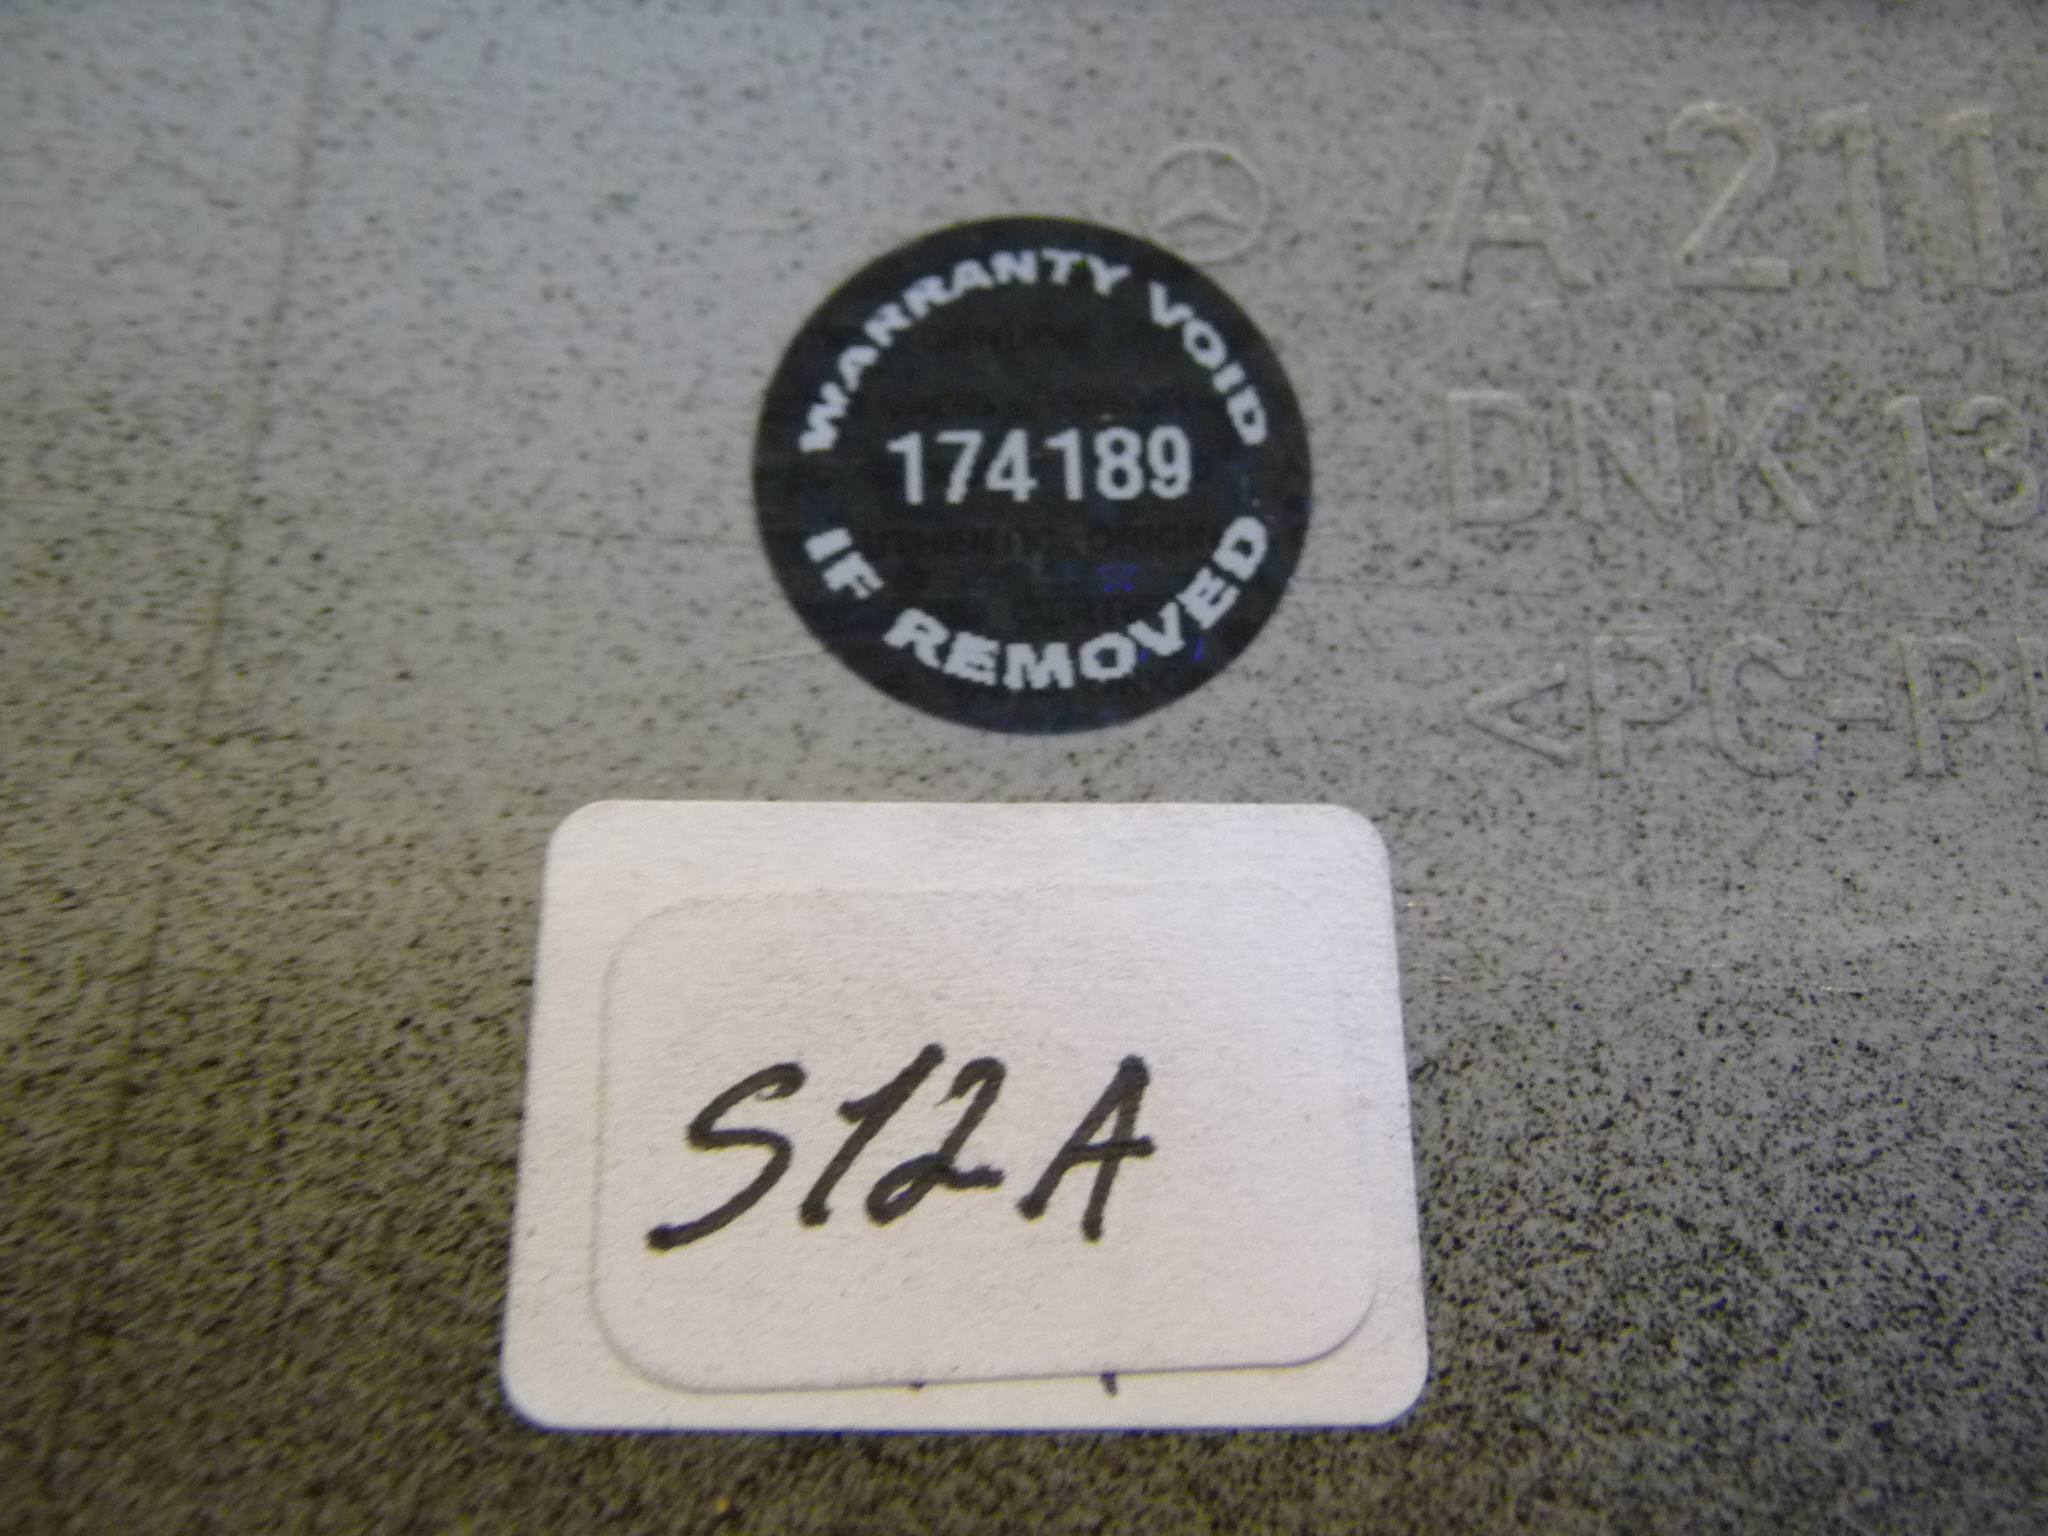 WARRANTY VOID
174189
IF REMOVED
A 211
DNK 13
<PC-P
S12A